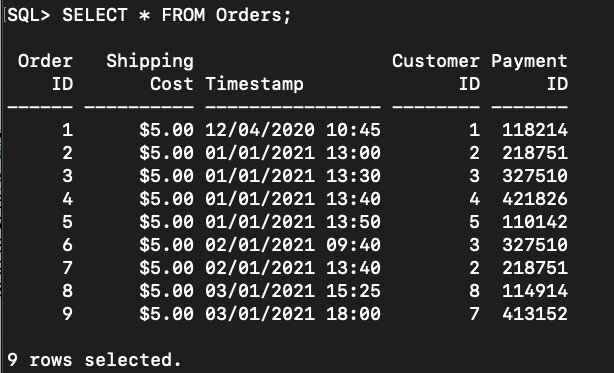 SQL> SELECT * FROM Orders;
Order Shipping Customer Payment
ID Cost Timestamp ID ID
------ ---------- ---------------- -------- -------
1 $5.00 12/04/2020 10:45 1 118214
2 $5.00 01/01/2021 13:00 2 218751
3 $5.00 01/01/2021 13:30 3 327510
4 $5.00 01/01/2021 13:40 4 421826
5 $5.00 01/01/2021 13:50 5 110142
6 $5.00 02/01/2021 09:40 3 327510
7 $5.00 02/01/2021 13:40 2 218751
8 $5.00 03/01/2021 15:25 8 114914
9 $5.00 03/01/2021 18:00 7 413152
9 rows selected.